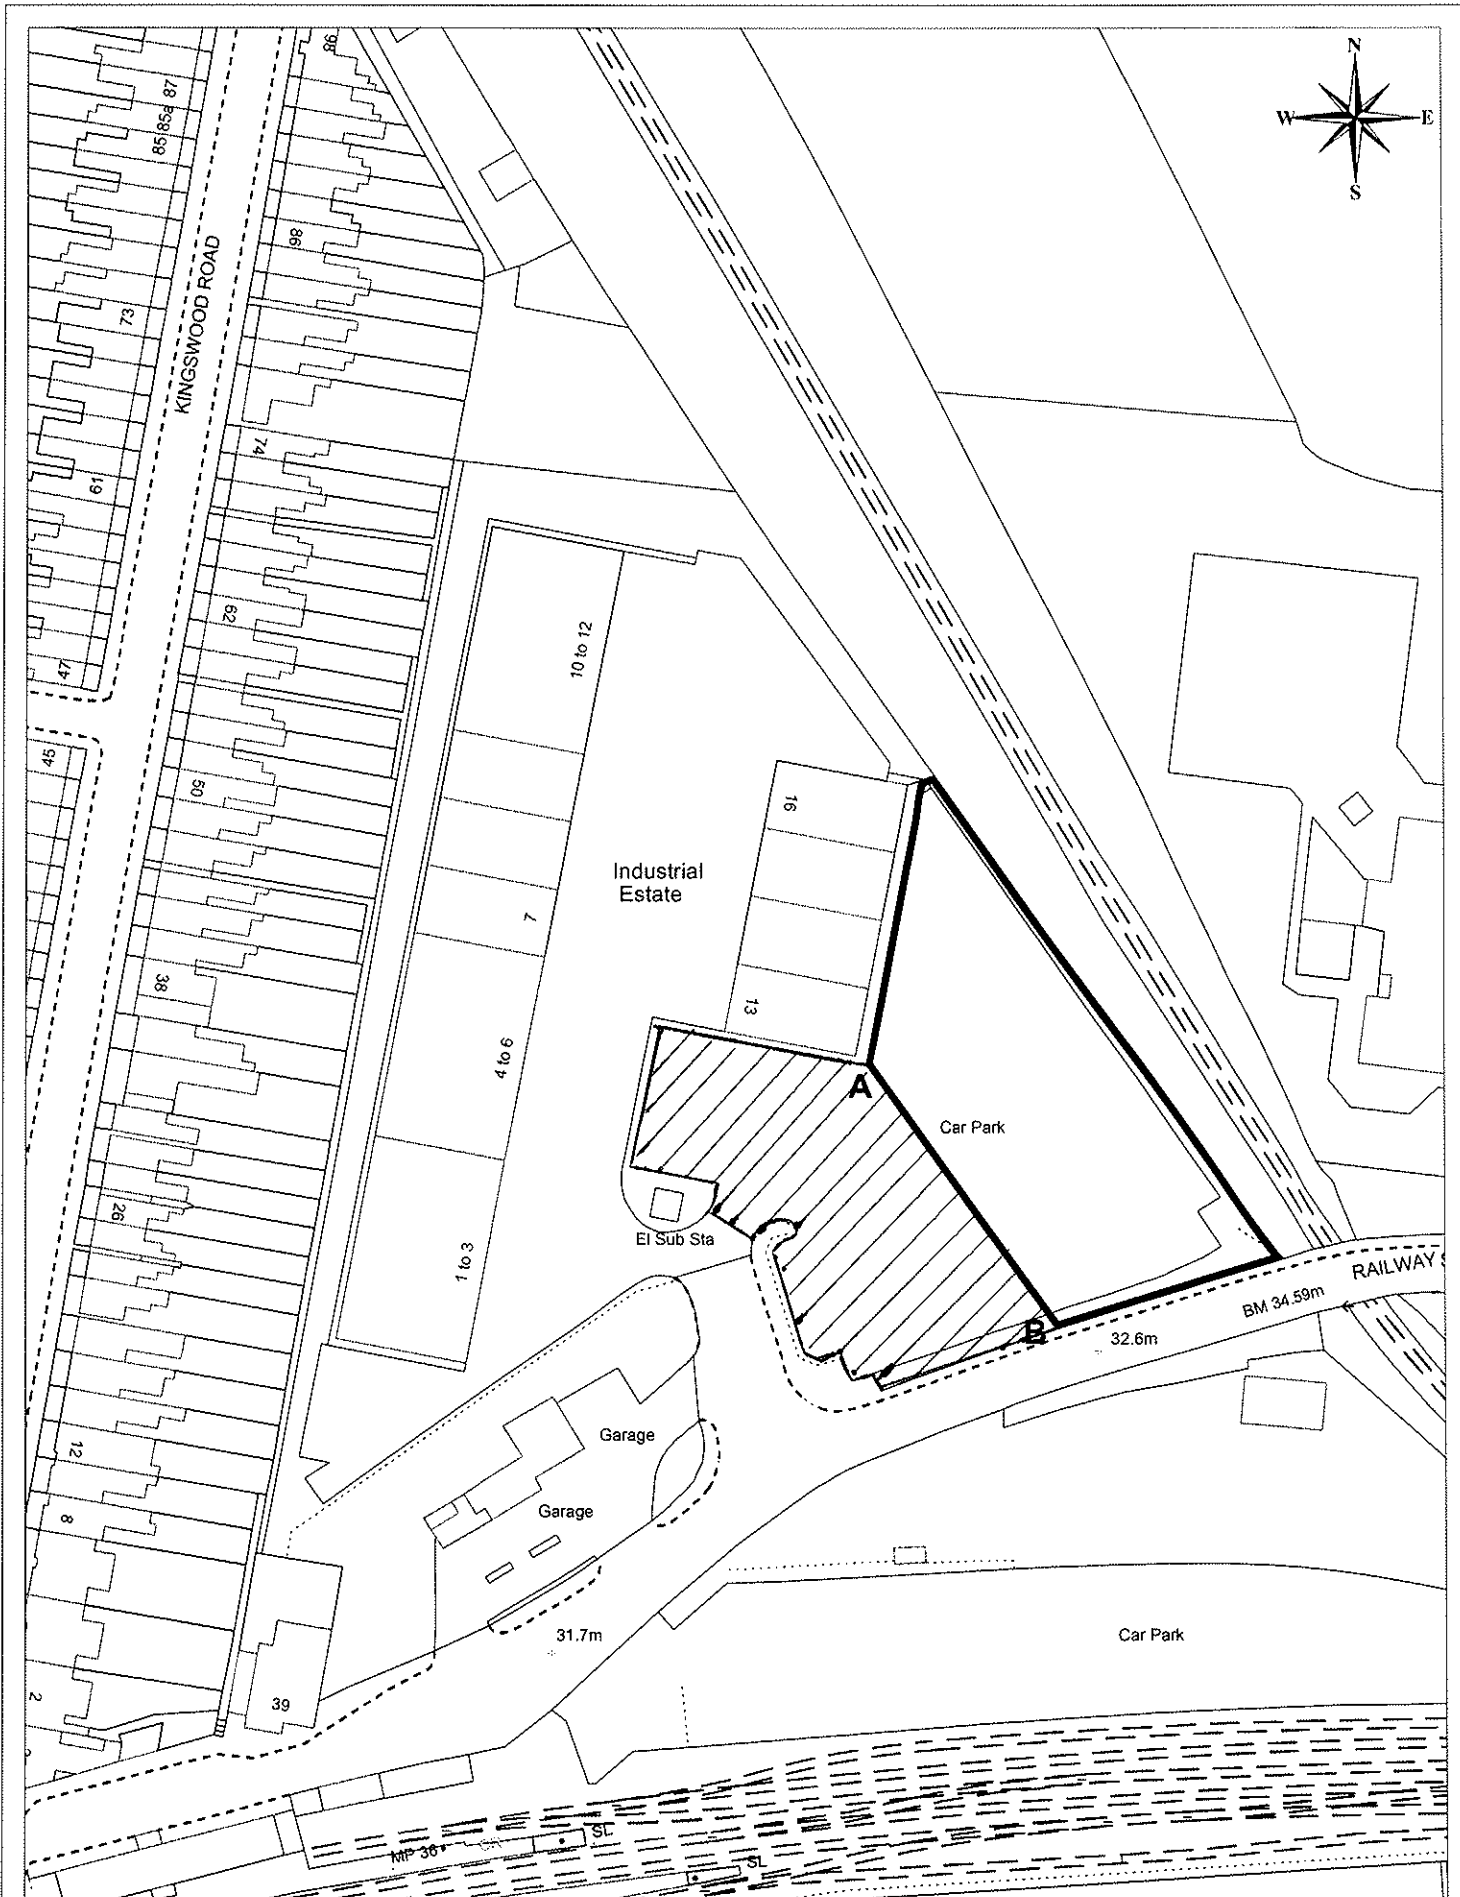 N
W
E
S
98
85 85a 87
86
KINGSWOOD ROAD
73
74
61
62
47
10 to 12
45
50
16
Industrial
Estate
7
38
13
4 to 6
A
Car Park
26
El Sub Sta
1 to 3
RAILWAY
BM 34.59m
B
32.6m
Garage
12
Garage
8
31.7m
Car Park
2
39
MP 36
SL
SL